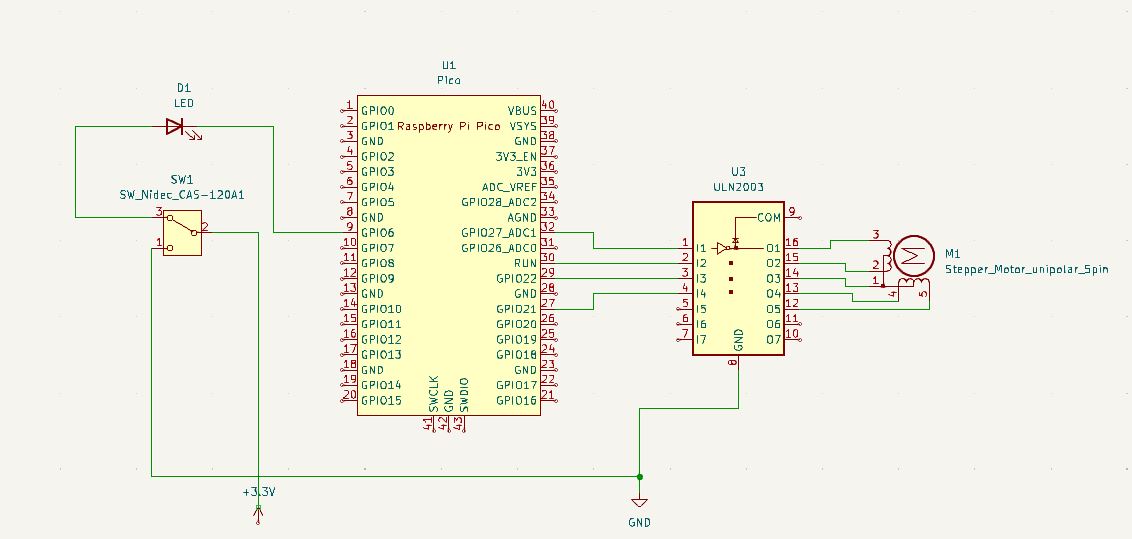 D1
LED
SW1
SW_Nidec_CAS-120A1
3
1
2
+3.3V
U1
Pico
Raspberry Pi Pico
1 GPIO0
2 GPIO1
3 GND
4 GPIO2
5 GPIO3
6 GPIO4
7 GPIO5
8 GND
9 GPIO6
10 GPIO7
11 GPIO8
12 GPIO9
13 GND
14 GPIO10
15 GPIO11
16 GPIO12
17 GPIO13
18 GND
19 GPIO14
20 GPIO15
VBUS 40
VSYS 39
GND 38
3V3_EN 37
3V3 36
ADC_VREF 35
GPIO28_ADC2 34
AGND 33
GPIO27_ADC1 32
GPIO26_ADC0 31
RUN 30
GPIO22 29
GND 28
GPIO21 27
GPIO20 26
GPIO19 25
GPIO18 24
GND 23
GPIO17 22
GPIO16 21
SWCLK 41
GND 42
SWDIO 43
U3
ULN2003
1 I1
2 I2
3 I3
4 I4
5 I5
6 I6
7 I7
COM 9
O1 16
O2 15
O3 14
O4 13
O5 12
O6 11
O7 10
GND 8
3
2
1
4
5
M1
Stepper_Motor_unipolar_5pin
GND